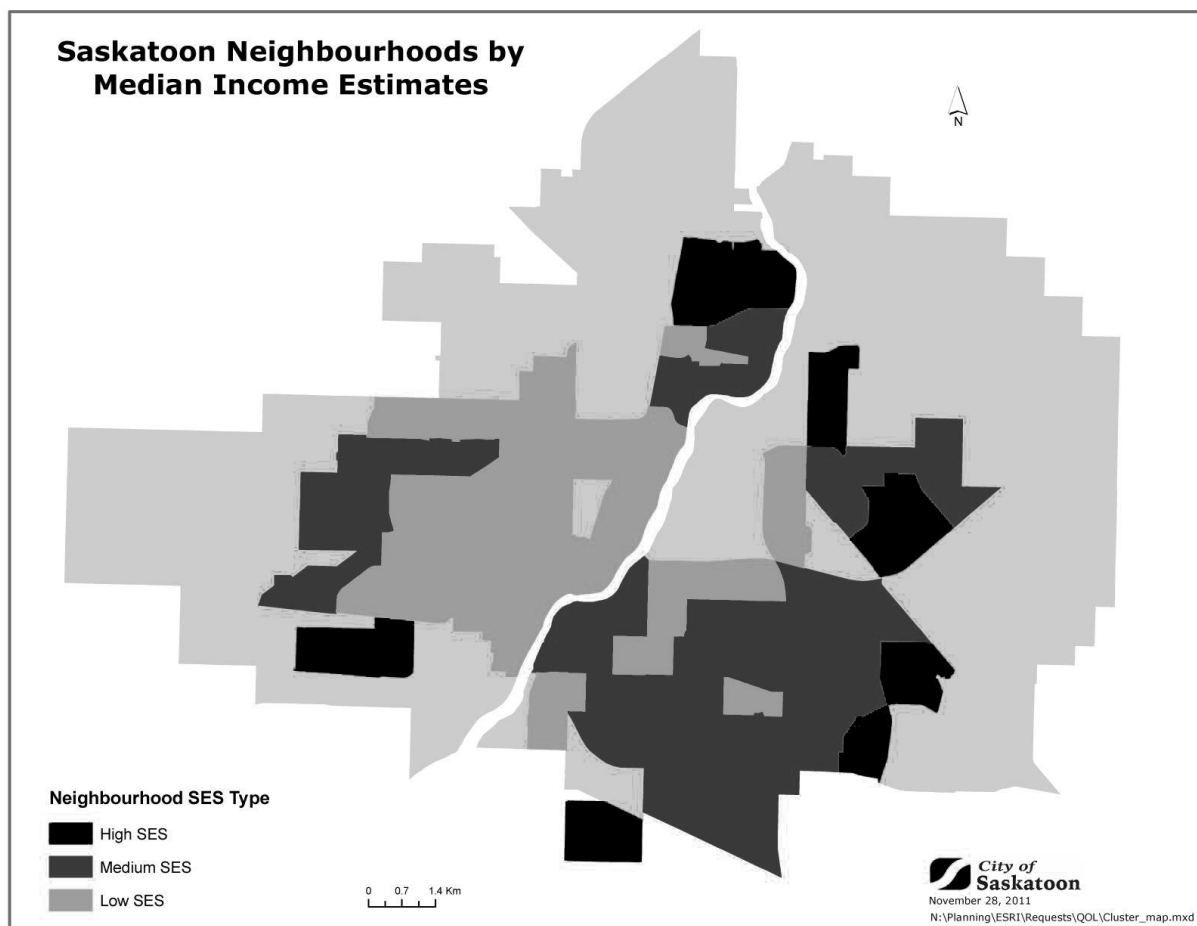 Saskatoon Neighbourhoods by
Median Income Estimates
N
Neighbourhood SES Type
High SES
Medium SES
Low SES
0 0.7 1.4 Km
City of
Saskatoon
November 28, 2011
N:\Planning\ESRI\Requests\QOL\Cluster_map.mxd